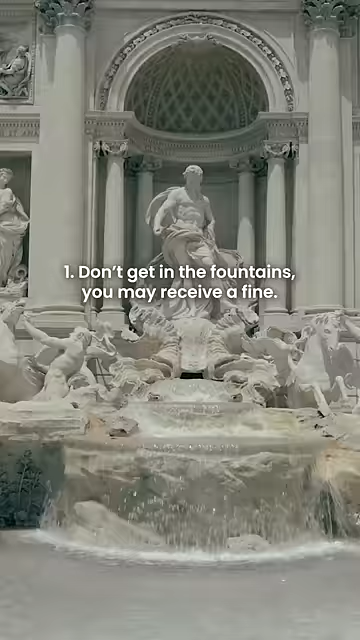 1. Don’t get in the fountains,
you may receive a fine.